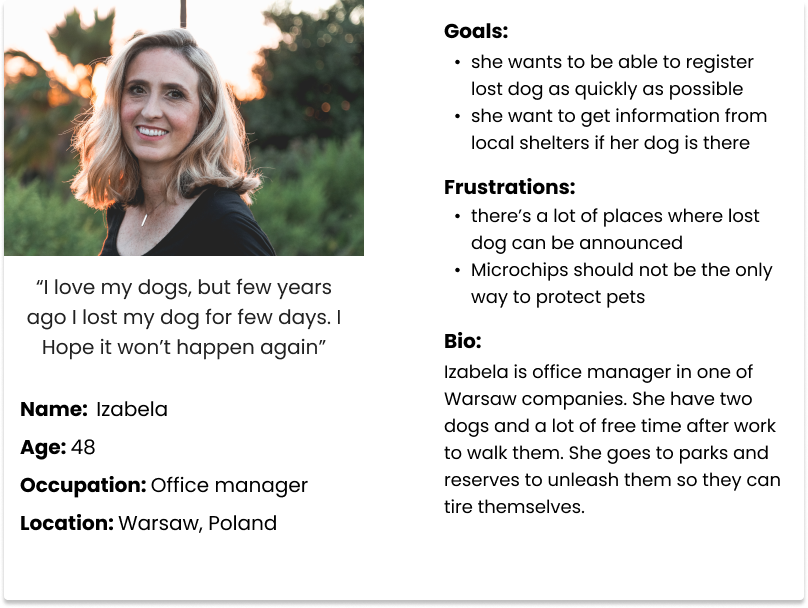 “I love my dogs, but few years
ago I lost my dog for few days. I
Hope it won’t happen again”
Name: Izabela
Age: 48
Occupation: Office manager
Location: Warsaw, Poland
Goals:
• she wants to be able to register
lost dog as quickly as possible
• she want to get information from
local shelters if her dog is there
Frustrations:
• there’s a lot of places where lost
dog can be announced
• Microchips should not be the only
way to protect pets
Bio:
Izabela is office manager in one of
Warsaw companies. She have two
dogs and a lot of free time after work
to walk them. She goes to parks and
reserves to unleash them so they can
tire themselves.